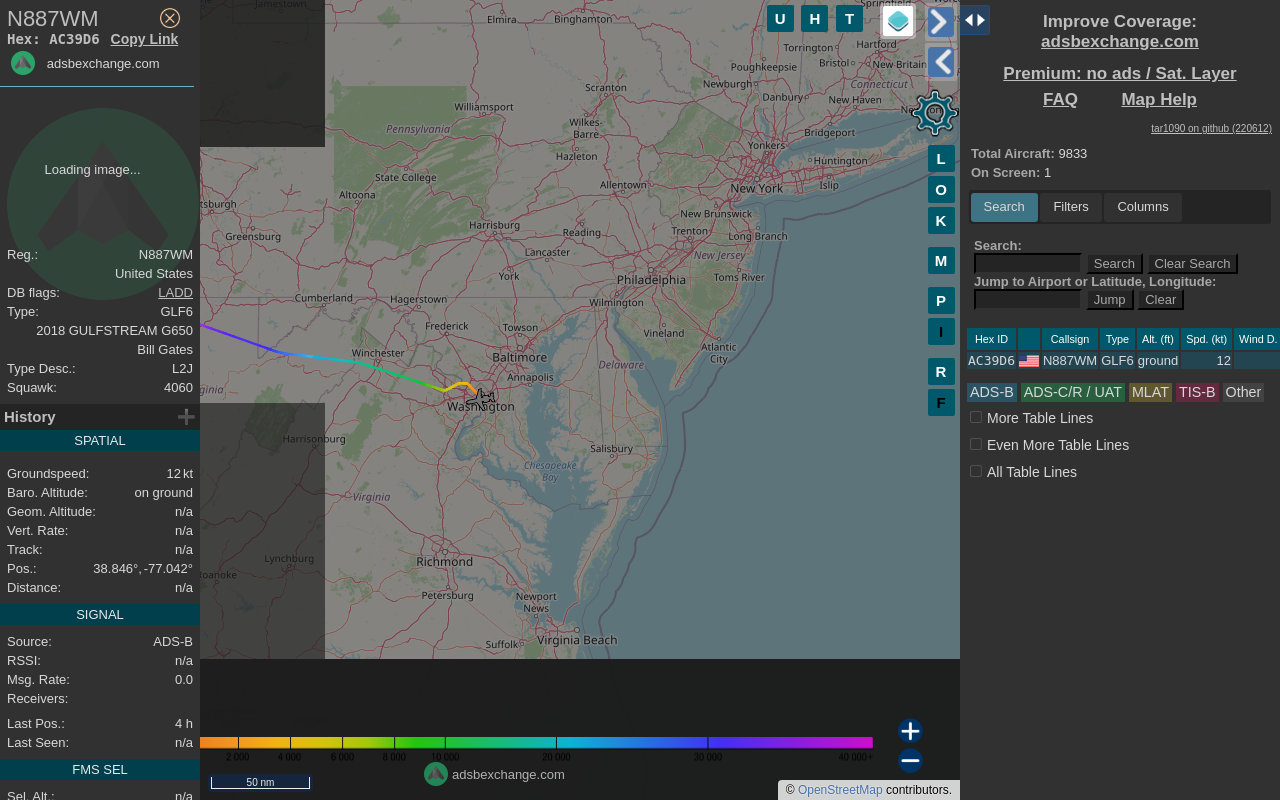 N887WM
Hex: AC39D6 Copy Link
adsbexchange.com
Loading image...
Reg.: N887WM
United States
DB flags: LADD
Type: GLF6
2018 GULFSTREAM G650
Bill Gates
Type Desc.: L2J
Squawk: 4060
History
SPATIAL
Groundspeed: 12 kt
Baro. Altitude: on ground
Geom. Altitude: n/a
Vert. Rate: n/a
Track: n/a
Pos.: 38.846°, -77.042°
Distance: n/a
SIGNAL
Source: ADS-B
RSSI: n/a
Msg. Rate: 0.0
Receivers:
Last Pos.: 4 h
Last Seen: n/a
FMS SEL
Sel. Alt.: n/a
Jamestown
Elmira
Binghamton
U H T
Torrington
Hartford
Bristol
New Britain
Poughkeepsie
Connecticut
Newburgh
Scranton
Danbury
New Haven
Williamsport
Bridgeport
Pennsylvania
Wilkes-
Barre
Yonkers
Huntington
Hazleton
State College
Allentown
New York
Islip
Altoona
tsburgh
New Brunswick
Harrisburg
Reading
Trenton
Long Branch
Greensburg
Lancaster
New Jersey
York
Philadelphia
Toms River
Cumberland
Hagerstown
Wilmington
Frederick
Towson
Vineland
Winchester
Baltimore
Atlantic
City
Delaware
Annapolis
ginia
Washington
Harrisonburg
Salisbury
Chesapeake
Bay
Virginia
Lynchburg
Richmond
Roanoke
Petersburg
Newport
News
Suffolk
Virginia Beach
L
O
K
M
P
I
R
F
2 000 4 000 6 000 8 000 10 000 20 000 30 000 40 000+
adsbexchange.com
50 nm
© OpenStreetMap contributors.
Improve Coverage:
adsbexchange.com
Premium: no ads / Sat. Layer
FAQ Map Help
tar1090 on github (220612)
Total Aircraft: 9833
On Screen: 1
Search Filters Columns
Search:
Search Clear Search
Jump to Airport or Latitude, Longitude:
Jump Clear
Hex ID Callsign Type Alt. (ft) Spd. (kt) Wind D.
AC39D6 N887WM GLF6 ground 12
ADS-B ADS-C/R / UAT MLAT TIS-B Other
More Table Lines
Even More Table Lines
All Table Lines